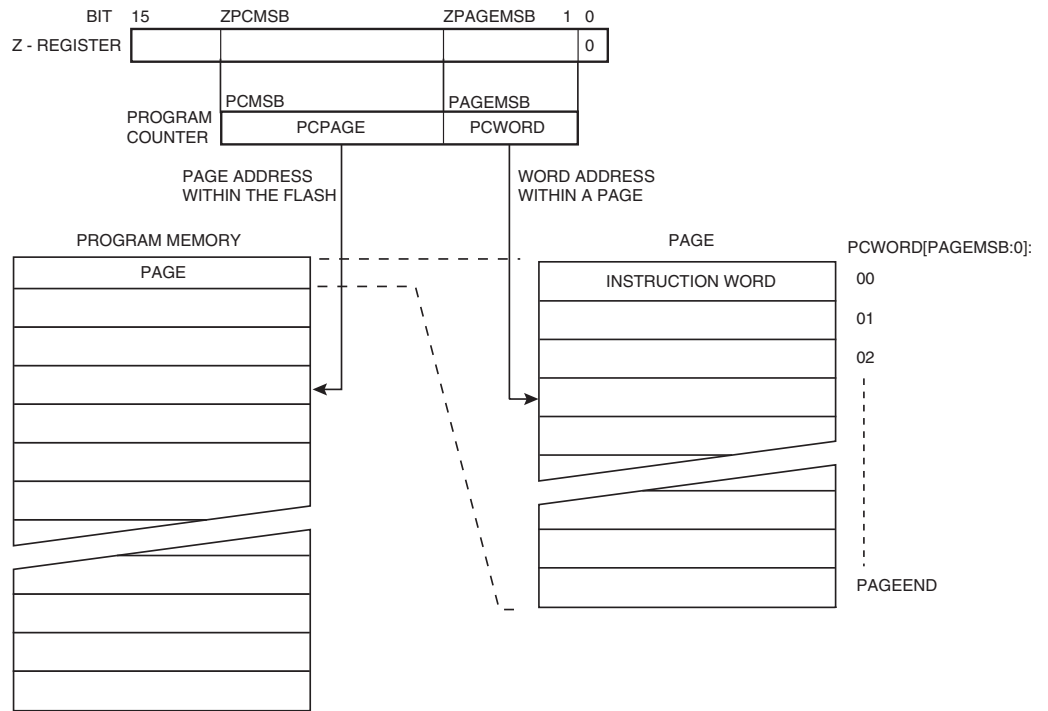 BIT 15 ZPCMSB ZPAGEMSB 1 0
Z - REGISTER 0
PCMSB PAGEMSB
PROGRAM
COUNTER
PCPAGE PCWORD
PAGE ADDRESS
WITHIN THE FLASH
WORD ADDRESS
WITHIN A PAGE
PROGRAM MEMORY
PAGE
PAGE
PCWORD[PAGEMSB:0]:
INSTRUCTION WORD
00
01
02
PAGEEND